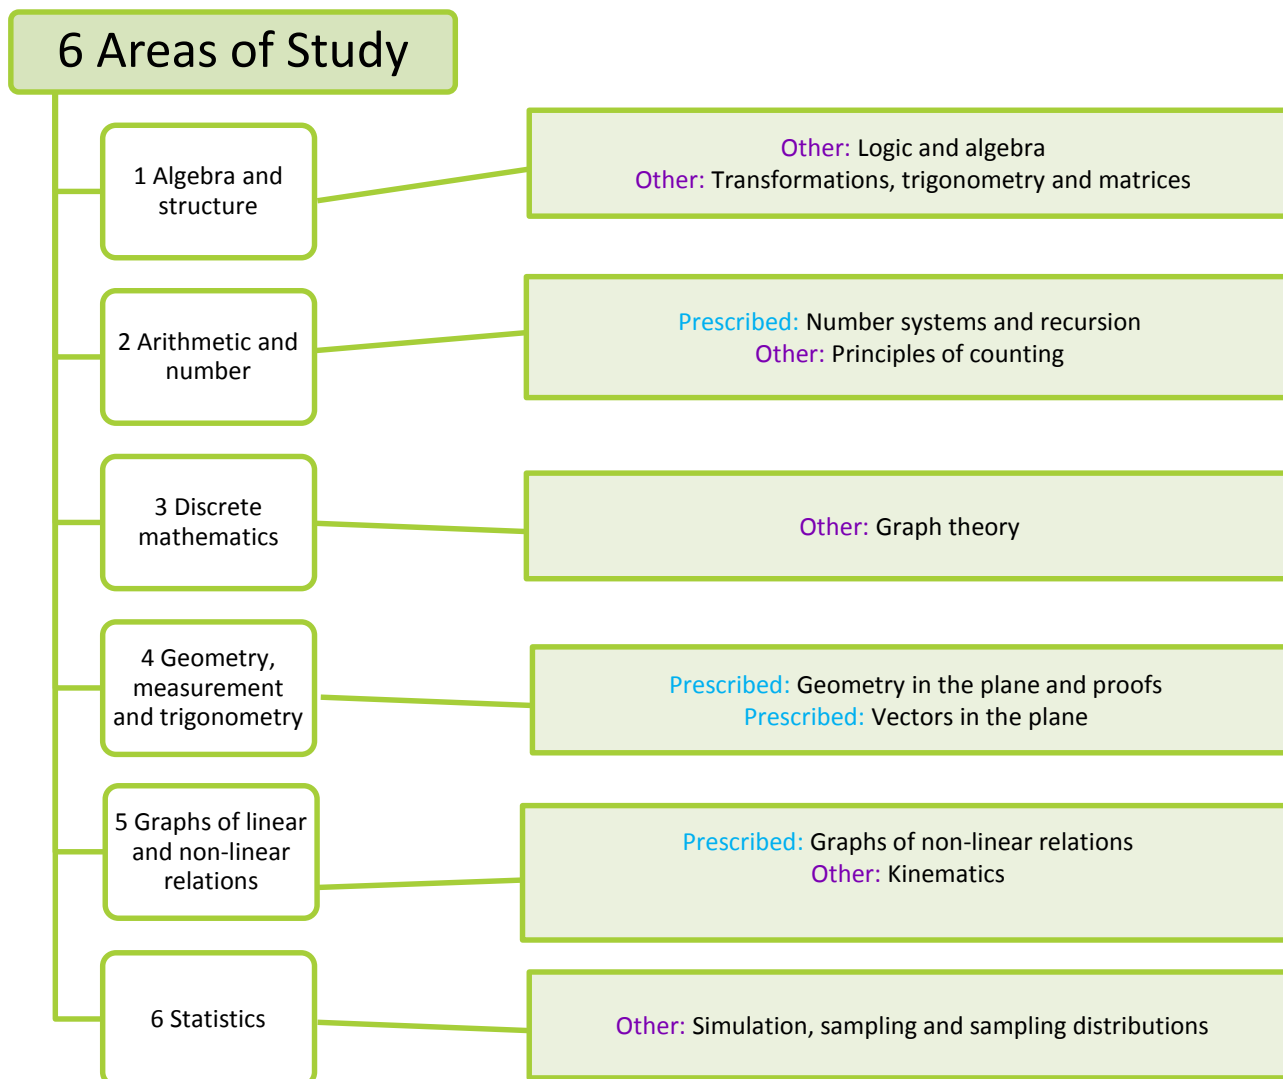 6 Areas of Study
1 Algebra and
structure
Other: Logic and algebra
Other: Transformations, trigonometry and matrices
2 Arithmetic and
number
Prescribed: Number systems and recursion
Other: Principles of counting
3 Discrete
mathematics
Other: Graph theory
4 Geometry,
measurement
and trigonometry
Prescribed: Geometry in the plane and proofs
Prescribed: Vectors in the plane
5 Graphs of linear
and non-linear
relations
Prescribed: Graphs of non-linear relations
Other: Kinematics
6 Statistics
Other: Simulation, sampling and sampling distributions